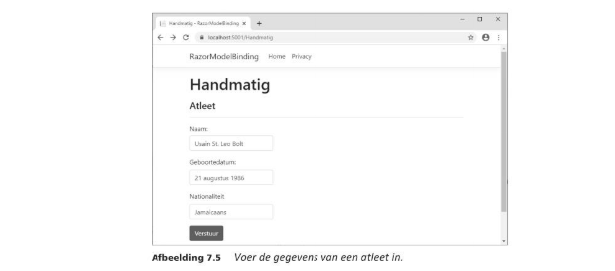 Handmatig - RazorModelBinding
localhost:5001/Handmatig
RazorModelBinding Home Privacy
Handmatig
Atleet
Naam:
Usain St. Leo Bolt
Geboortedatum:
21 augustus 1986
Nationaliteit
Jamaicaans
Verstuur
Afbeelding 7.5 Voer de gegevens van een atleet in.